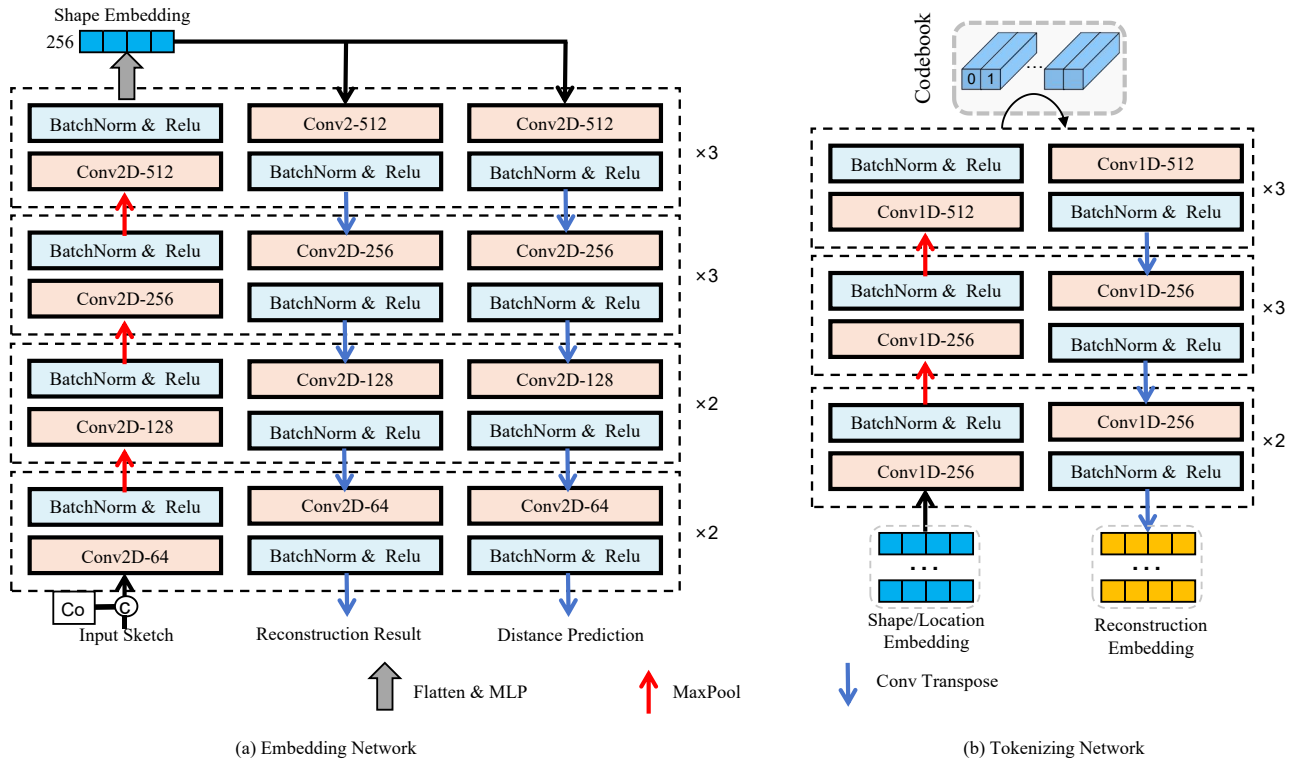 Shape Embedding
256
BatchNorm & Relu
Conv2D-512
Conv2-512
BatchNorm & Relu
Conv2D-512
BatchNorm & Relu
×3
BatchNorm & Relu
Conv2D-256
Conv2D-256
BatchNorm & Relu
Conv2D-256
BatchNorm & Relu
×3
BatchNorm & Relu
Conv2D-128
Conv2D-128
BatchNorm & Relu
Conv2D-128
BatchNorm & Relu
×2
BatchNorm & Relu
Conv2D-64
Conv2D-64
BatchNorm & Relu
Conv2D-64
BatchNorm & Relu
×2
Co
C
Input Sketch
Reconstruction Result
Distance Prediction
Codebook
0 1 ...
BatchNorm & Relu
Conv1D-512
Conv1D-512
BatchNorm & Relu
×3
BatchNorm & Relu
Conv1D-256
Conv1D-256
BatchNorm & Relu
×3
BatchNorm & Relu
Conv1D-256
Conv1D-256
BatchNorm & Relu
×2
...
...
Shape/Location
Embedding
Reconstruction
Embedding
Flatten & MLP
MaxPool
Conv Transpose
(a) Embedding Network
(b) Tokenizing Network